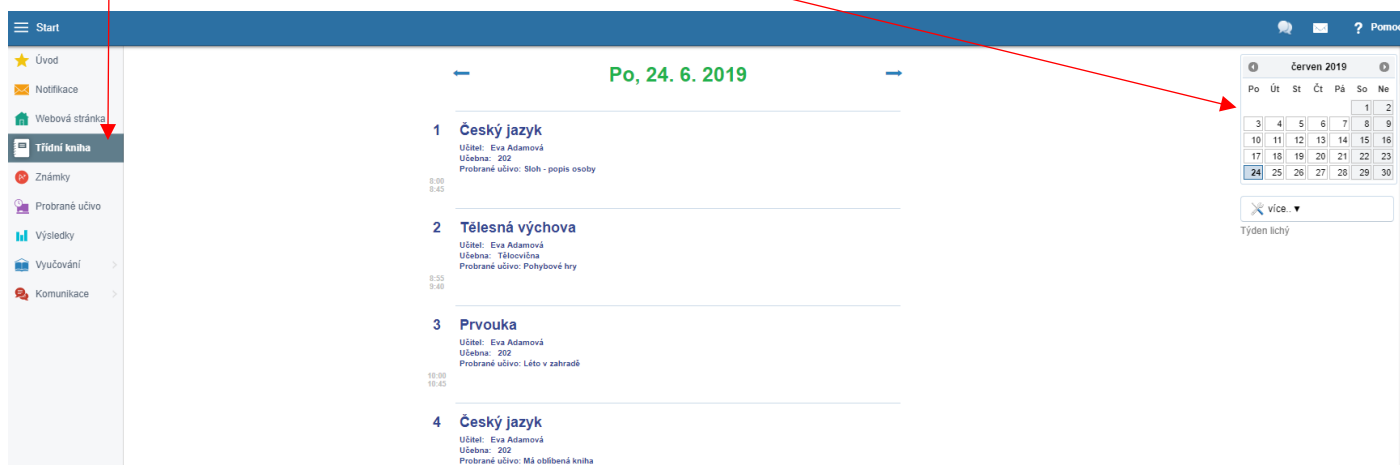 Start
? Pomoc
Úvod
Notifikace
Webová stránka
Třídní kniha
Známky
Probrané učivo
Výsledky
Vyučování
Komunikace
Po, 24. 6. 2019
1 Český jazyk
Učitel: Eva Adamová
Učebna: 202
Probrané učivo: Sloh - popis osoby
8:00
8:45
2 Tělesná výchova
Učitel: Eva Adamová
Učebna: Tělocvična
Probrané učivo: Pohybové hry
8:55
9:40
3 Prvouka
Učitel: Eva Adamová
Učebna: 202
Probrané učivo: Léto v zahradě
10:00
10:45
4 Český jazyk
Učitel: Eva Adamová
Učebna: 202
Probrané učivo: Má oblíbená kniha
červen 2019
Po Út St Čt Pá So Ne
1 2
3 4 5 6 7 8 9
10 11 12 13 14 15 16
17 18 19 20 21 22 23
24 25 26 27 28 29 30
více.. ▼
Týden lichý